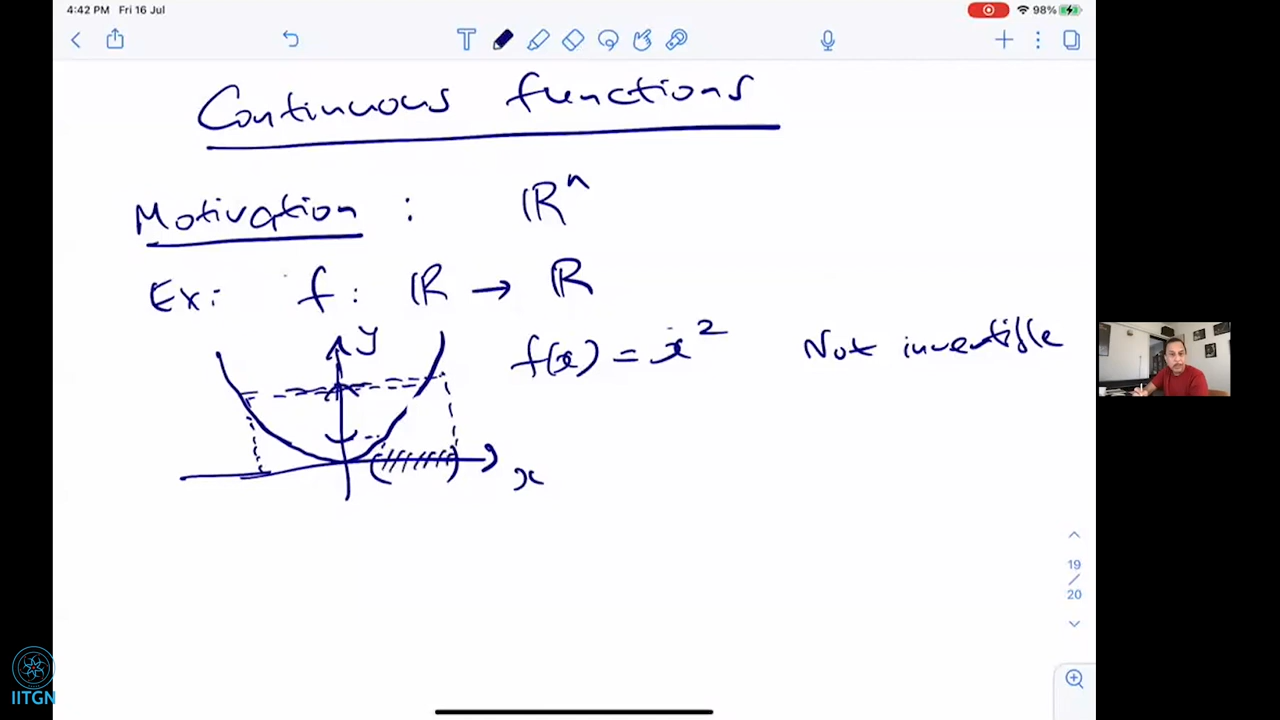 4:42 PM Fri 16 Jul
98%
Continuous functions
Motivation : ℝⁿ
Ex: f : ℝ → ℝ
y
f(x) = x² Not invertible
x
19
/
20
IITGN